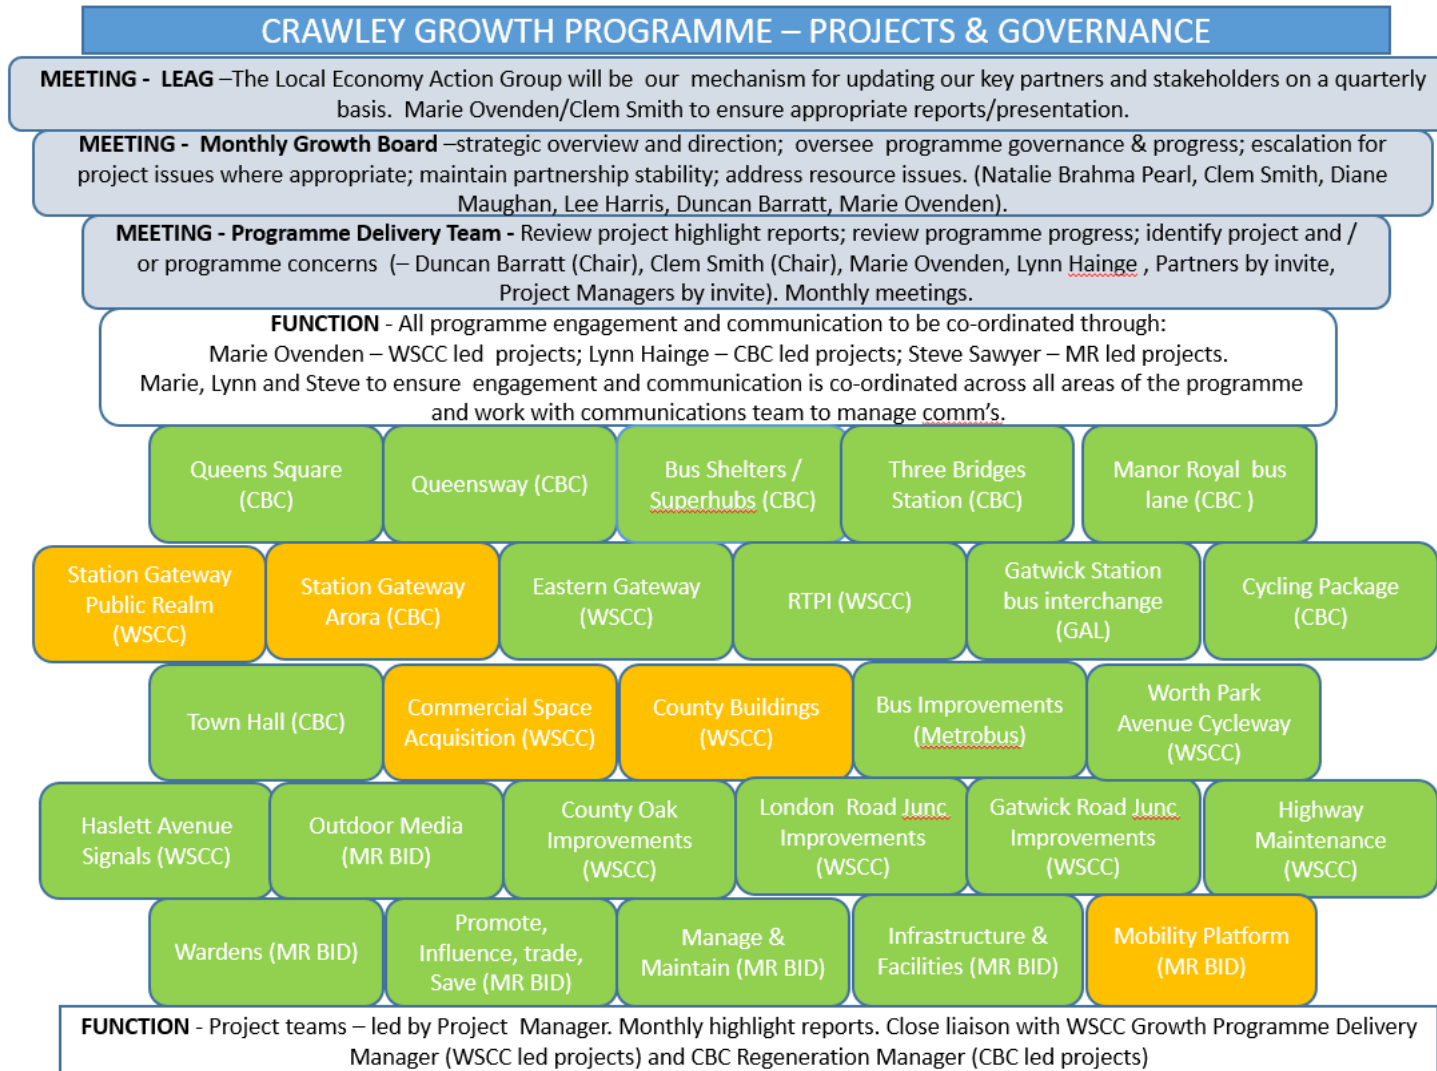 CRAWLEY GROWTH PROGRAMME – PROJECTS & GOVERNANCE
MEETING - LEAG –The Local Economy Action Group will be our mechanism for updating our key partners and stakeholders on a quarterly
basis. Marie Ovenden/Clem Smith to ensure appropriate reports/presentation.
MEETING - Monthly Growth Board –strategic overview and direction; oversee programme governance & progress; escalation for
project issues where appropriate; maintain partnership stability; address resource issues. (Natalie Brahma Pearl, Clem Smith, Diane
Maughan, Lee Harris, Duncan Barratt, Marie Ovenden).
MEETING - Programme Delivery Team - Review project highlight reports; review programme progress; identify project and /
or programme concerns (– Duncan Barratt (Chair), Clem Smith (Chair), Marie Ovenden, Lynn Hainge , Partners by invite,
Project Managers by invite). Monthly meetings.
FUNCTION - All programme engagement and communication to be co-ordinated through:
Marie Ovenden – WSCC led projects; Lynn Hainge – CBC led projects; Steve Sawyer – MR led projects.
Marie, Lynn and Steve to ensure engagement and communication is co-ordinated across all areas of the programme
and work with communications team to manage comm's.
Queens Square
(CBC)
Queensway (CBC)
Bus Shelters /
Superhubs (CBC)
Three Bridges
Station (CBC)
Manor Royal bus
lane (CBC )
Station Gateway
Public Realm
(WSCC)
Station Gateway
Arora (CBC)
Eastern Gateway
(WSCC)
RTPI (WSCC)
Gatwick Station
bus interchange
(GAL)
Cycling Package
(CBC)
Town Hall (CBC)
Commercial Space
Acquisition (WSCC)
County Buildings
(WSCC)
Bus Improvements
(Metrobus)
Worth Park
Avenue Cycleway
(WSCC)
Haslett Avenue
Signals (WSCC)
Outdoor Media
(MR BID)
County Oak
Improvements
(WSCC)
London Road Junc
Improvements
(WSCC)
Gatwick Road Junc
Improvements
(WSCC)
Highway
Maintenance
(WSCC)
Wardens (MR BID)
Promote,
Influence, trade,
Save (MR BID)
Manage &
Maintain (MR BID)
Infrastructure &
Facilities (MR BID)
Mobility Platform
(MR BID)
FUNCTION - Project teams – led by Project Manager. Monthly highlight reports. Close liaison with WSCC Growth Programme Delivery
Manager (WSCC led projects) and CBC Regeneration Manager (CBC led projects)